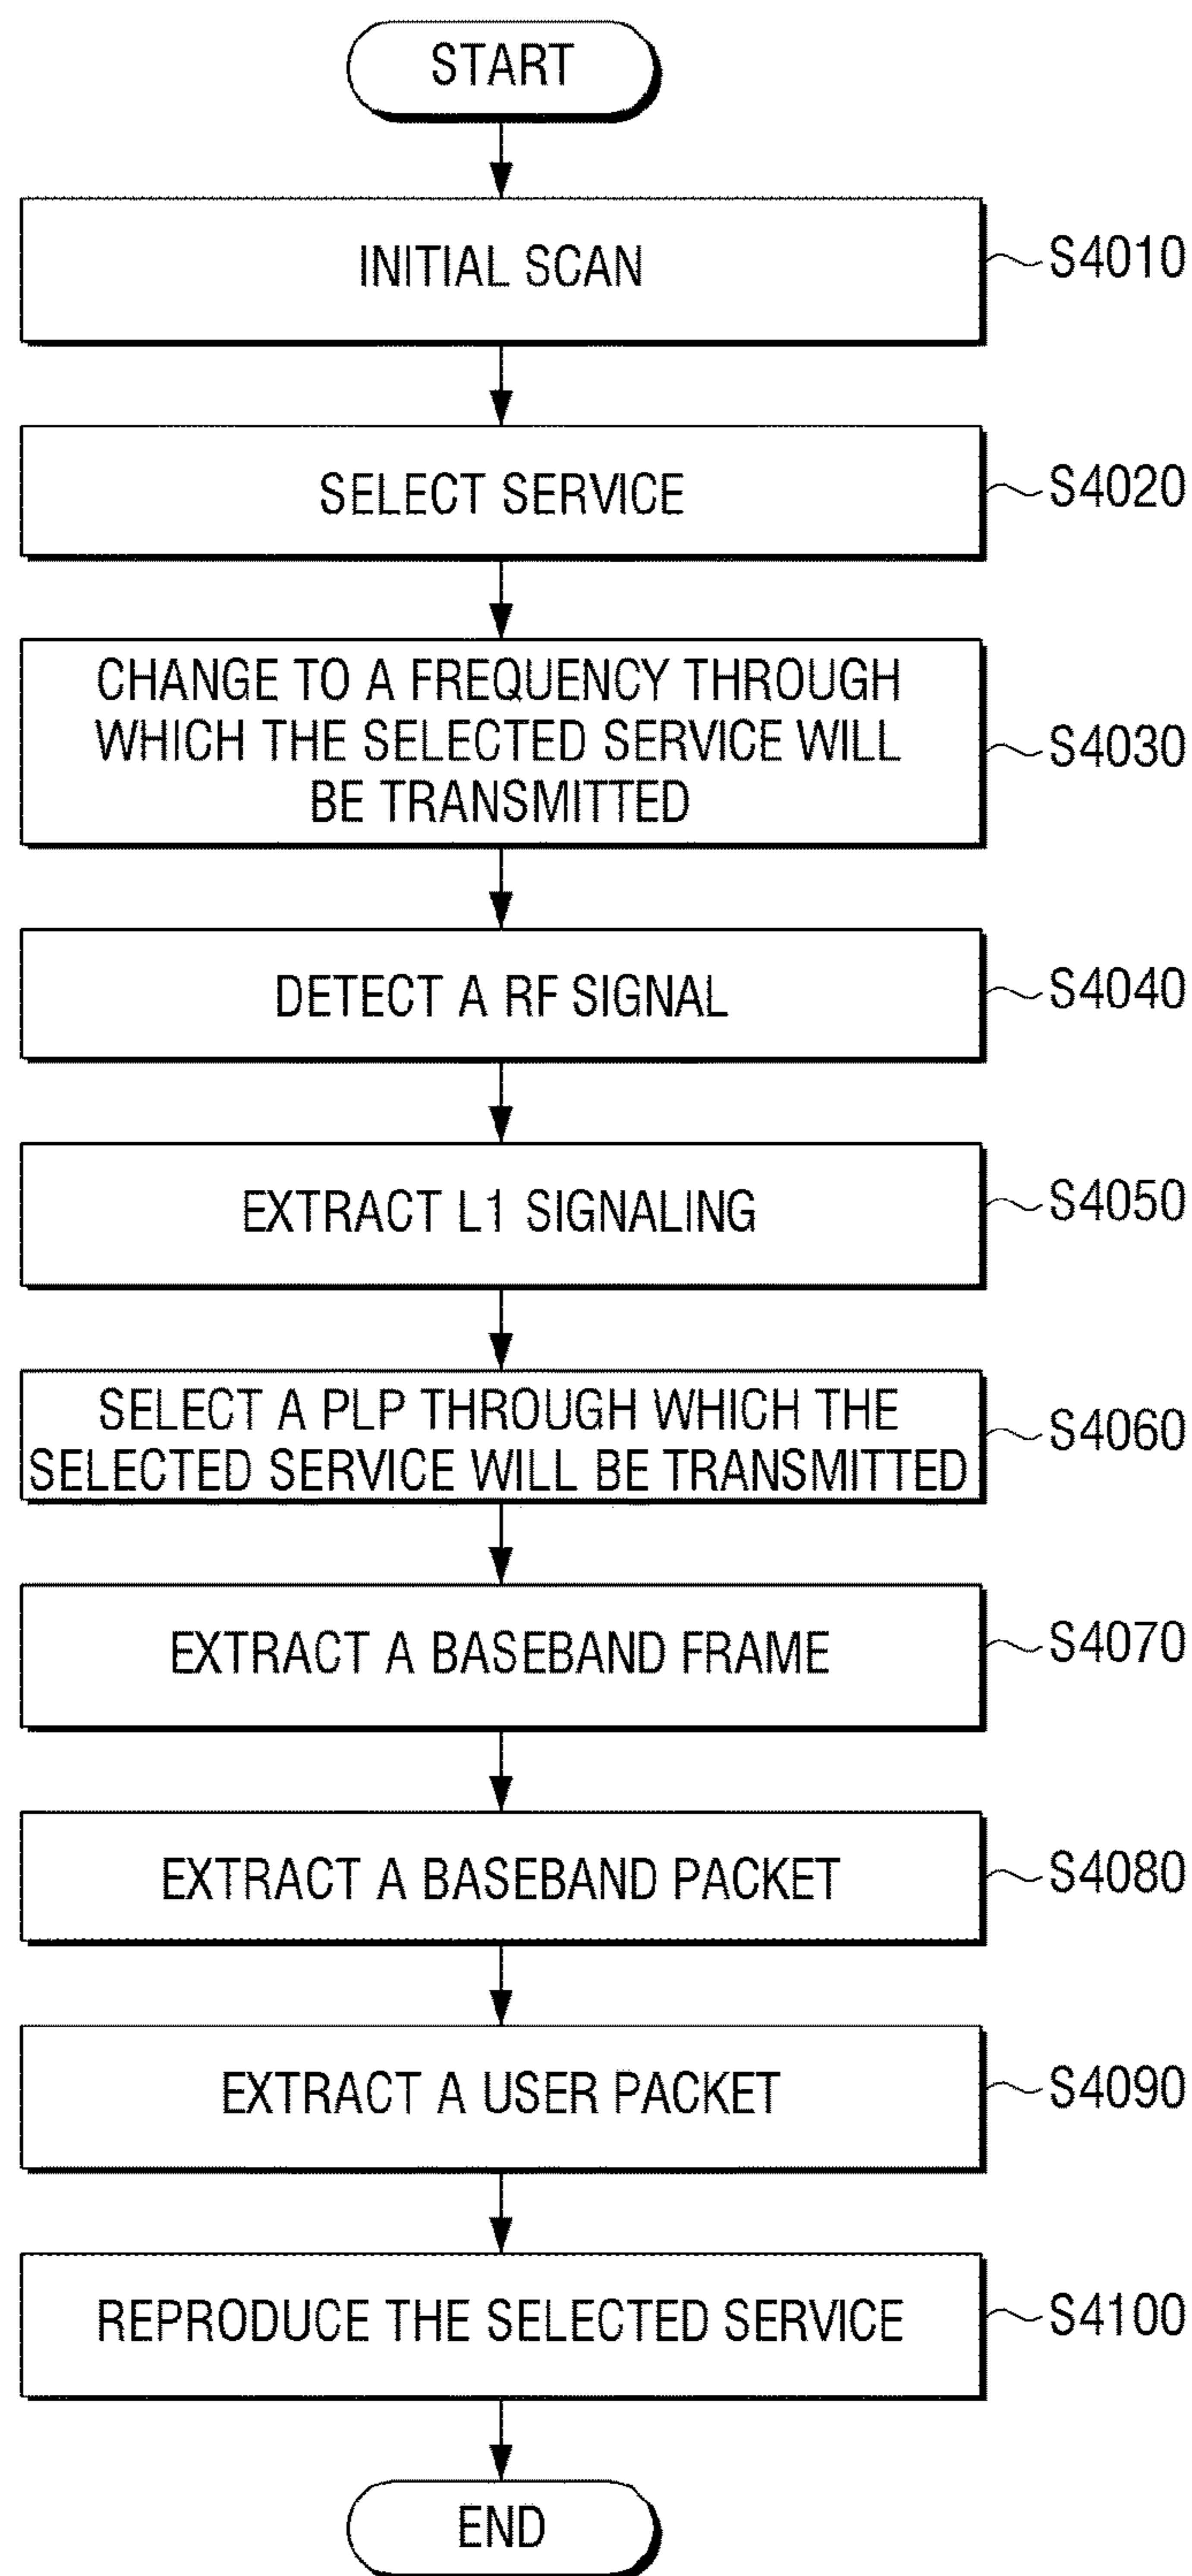 START
INITIAL SCAN
S4010
SELECT SERVICE
S4020
CHANGE TO A FREQUENCY THROUGH
WHICH THE SELECTED SERVICE WILL
BE TRANSMITTED
S4030
DETECT A RF SIGNAL
S4040
EXTRACT L1 SIGNALING
S4050
SELECT A PLP THROUGH WHICH THE
SELECTED SERVICE WILL BE TRANSMITTED
S4060
EXTRACT A BASEBAND FRAME
S4070
EXTRACT A BASEBAND PACKET
S4080
EXTRACT A USER PACKET
S4090
REPRODUCE THE SELECTED SERVICE
S4100
END